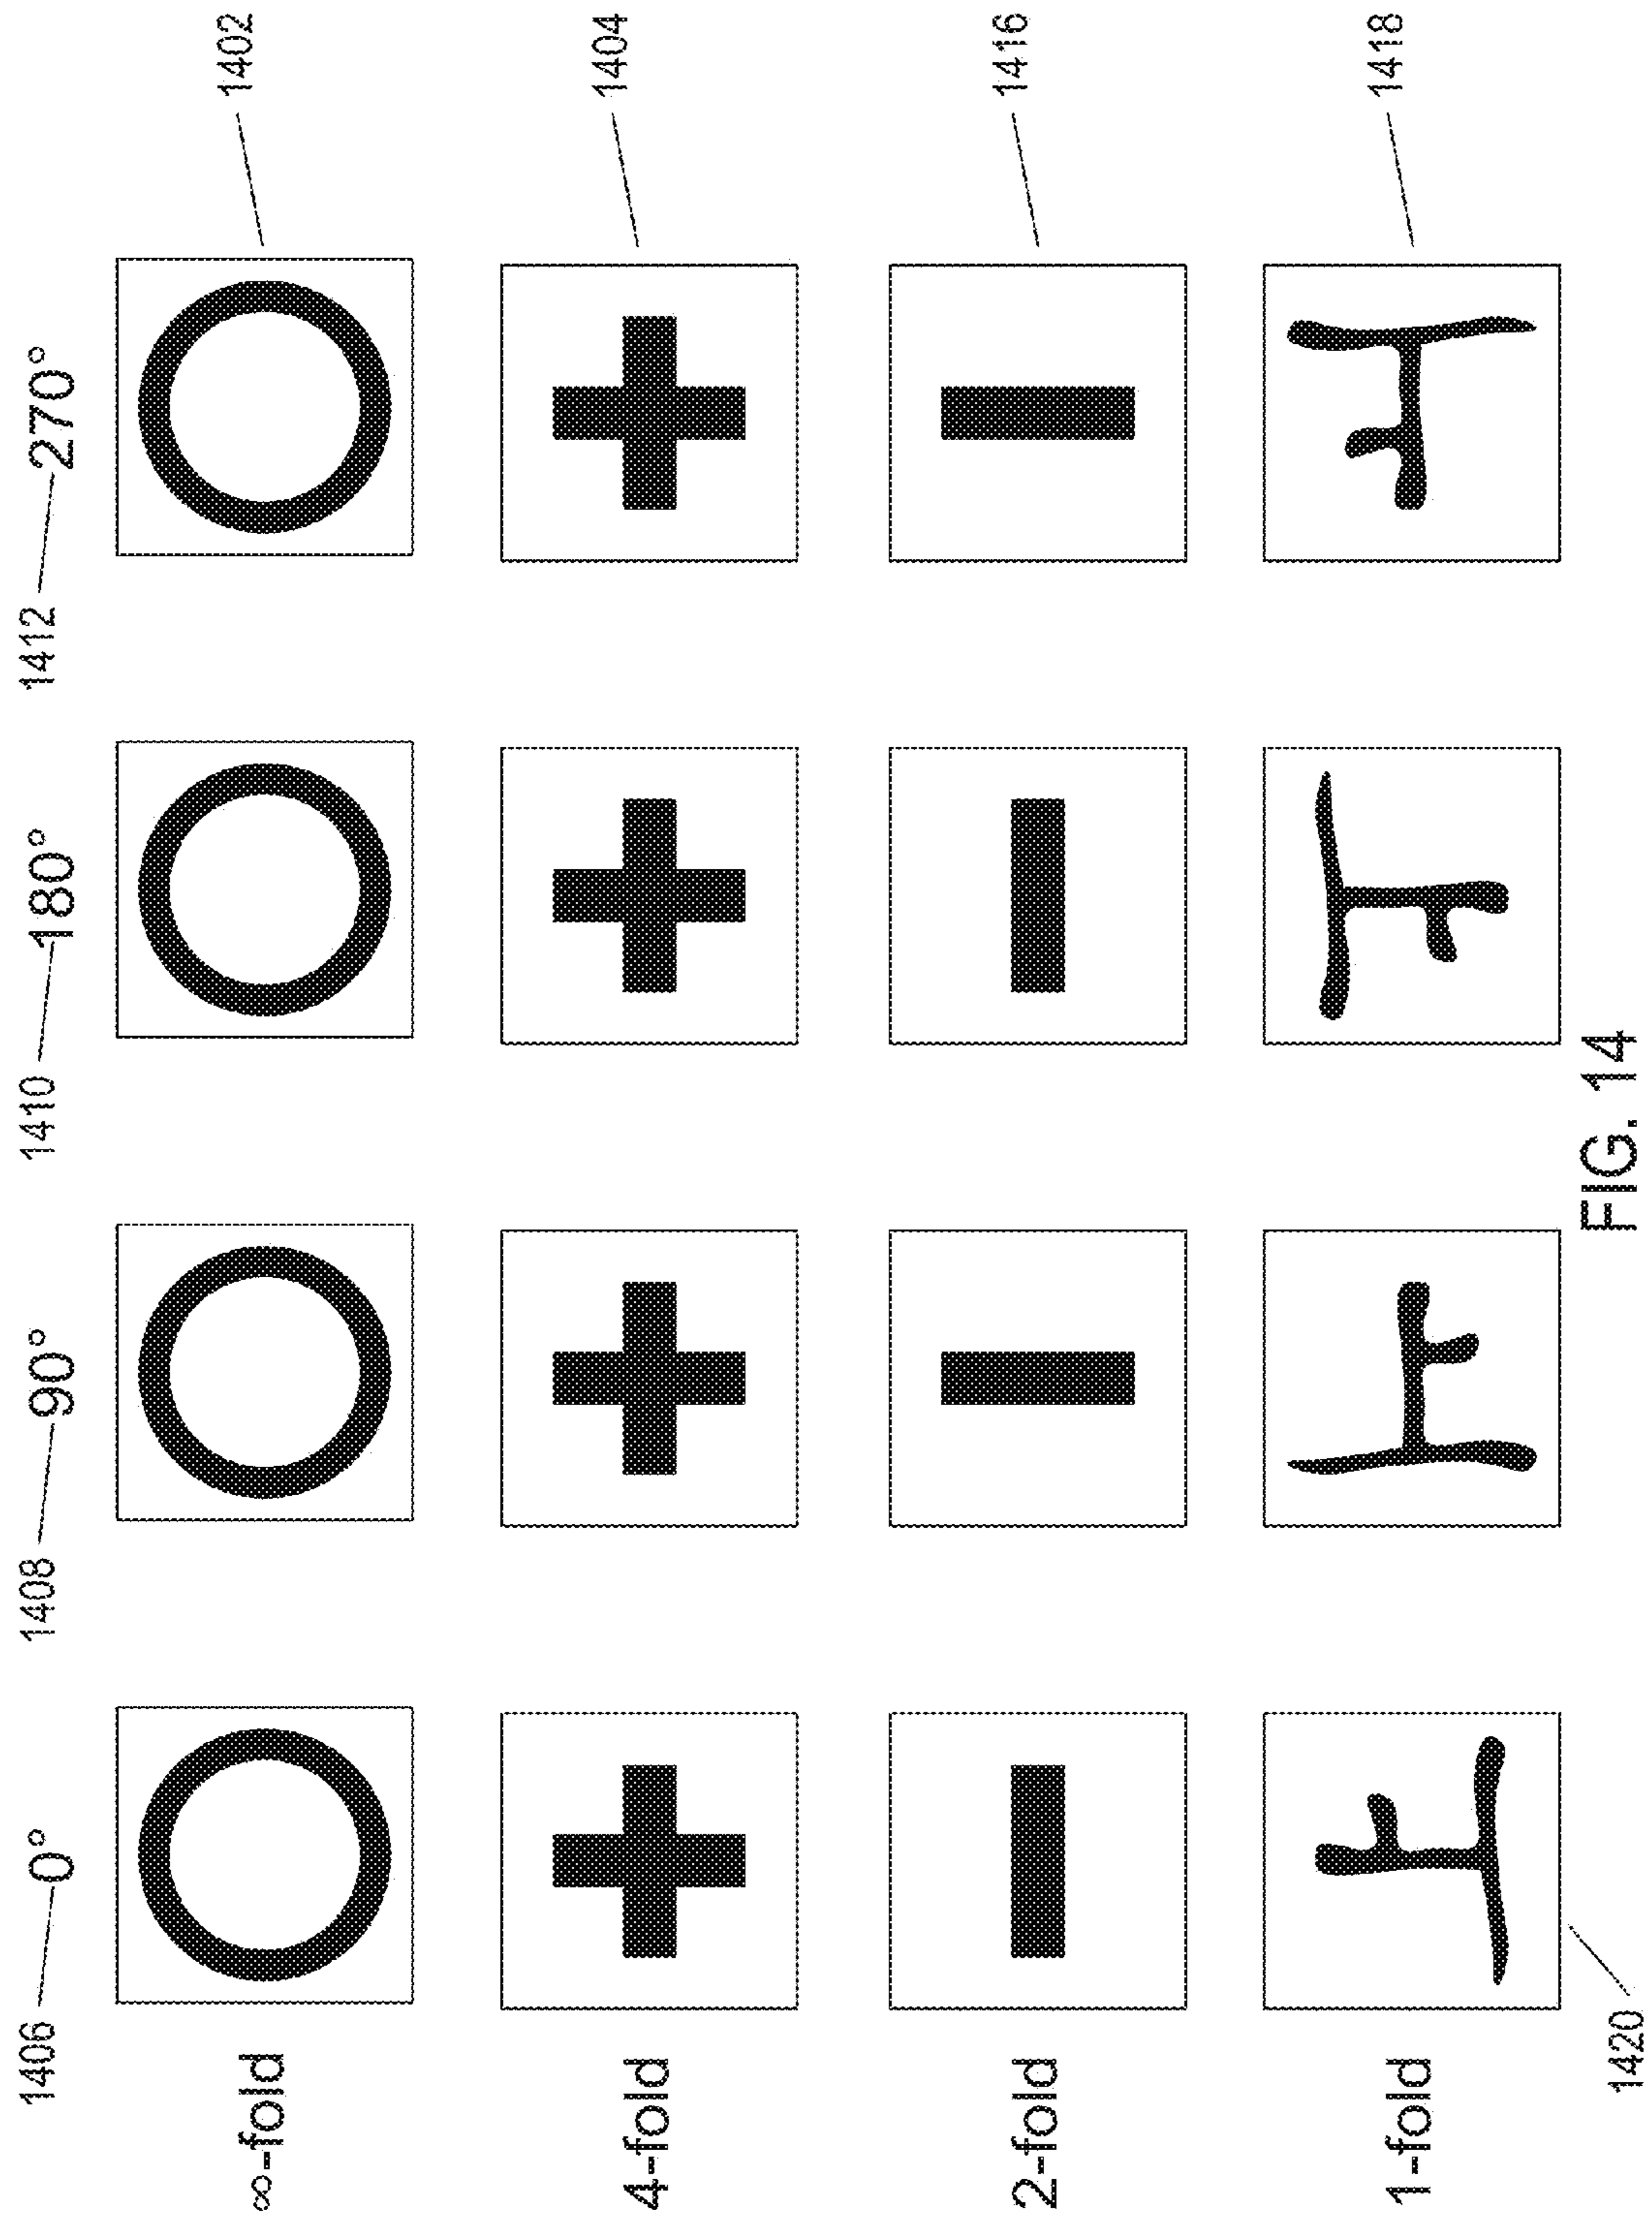 1406 1408 1410 1412
0° 90° 180° 270°
∞-fold 1402
4-fold 1404
2-fold 1416
1-fold 1418
1420
FIG. 14